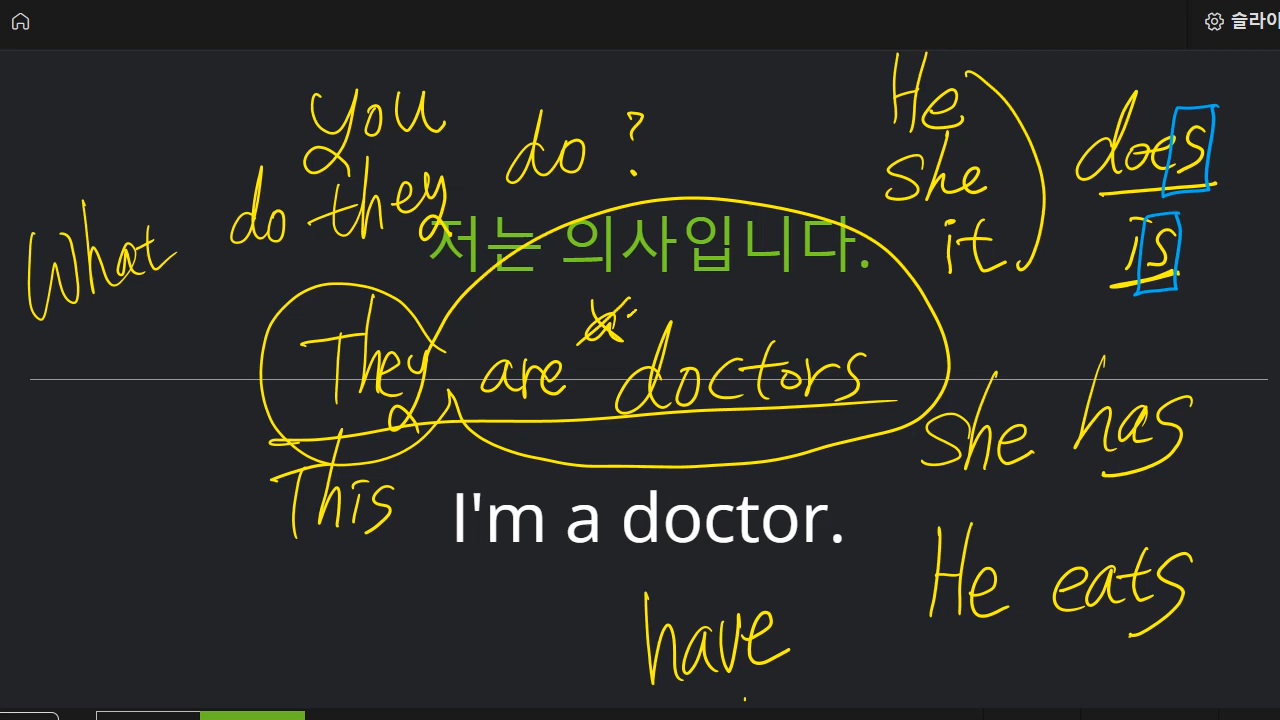 슬라이
you
He
do ?
does
she
do they
What
저는 의사입니다.
it.
is
They are doctors
she has
This
I'm a doctor.
He eats
have